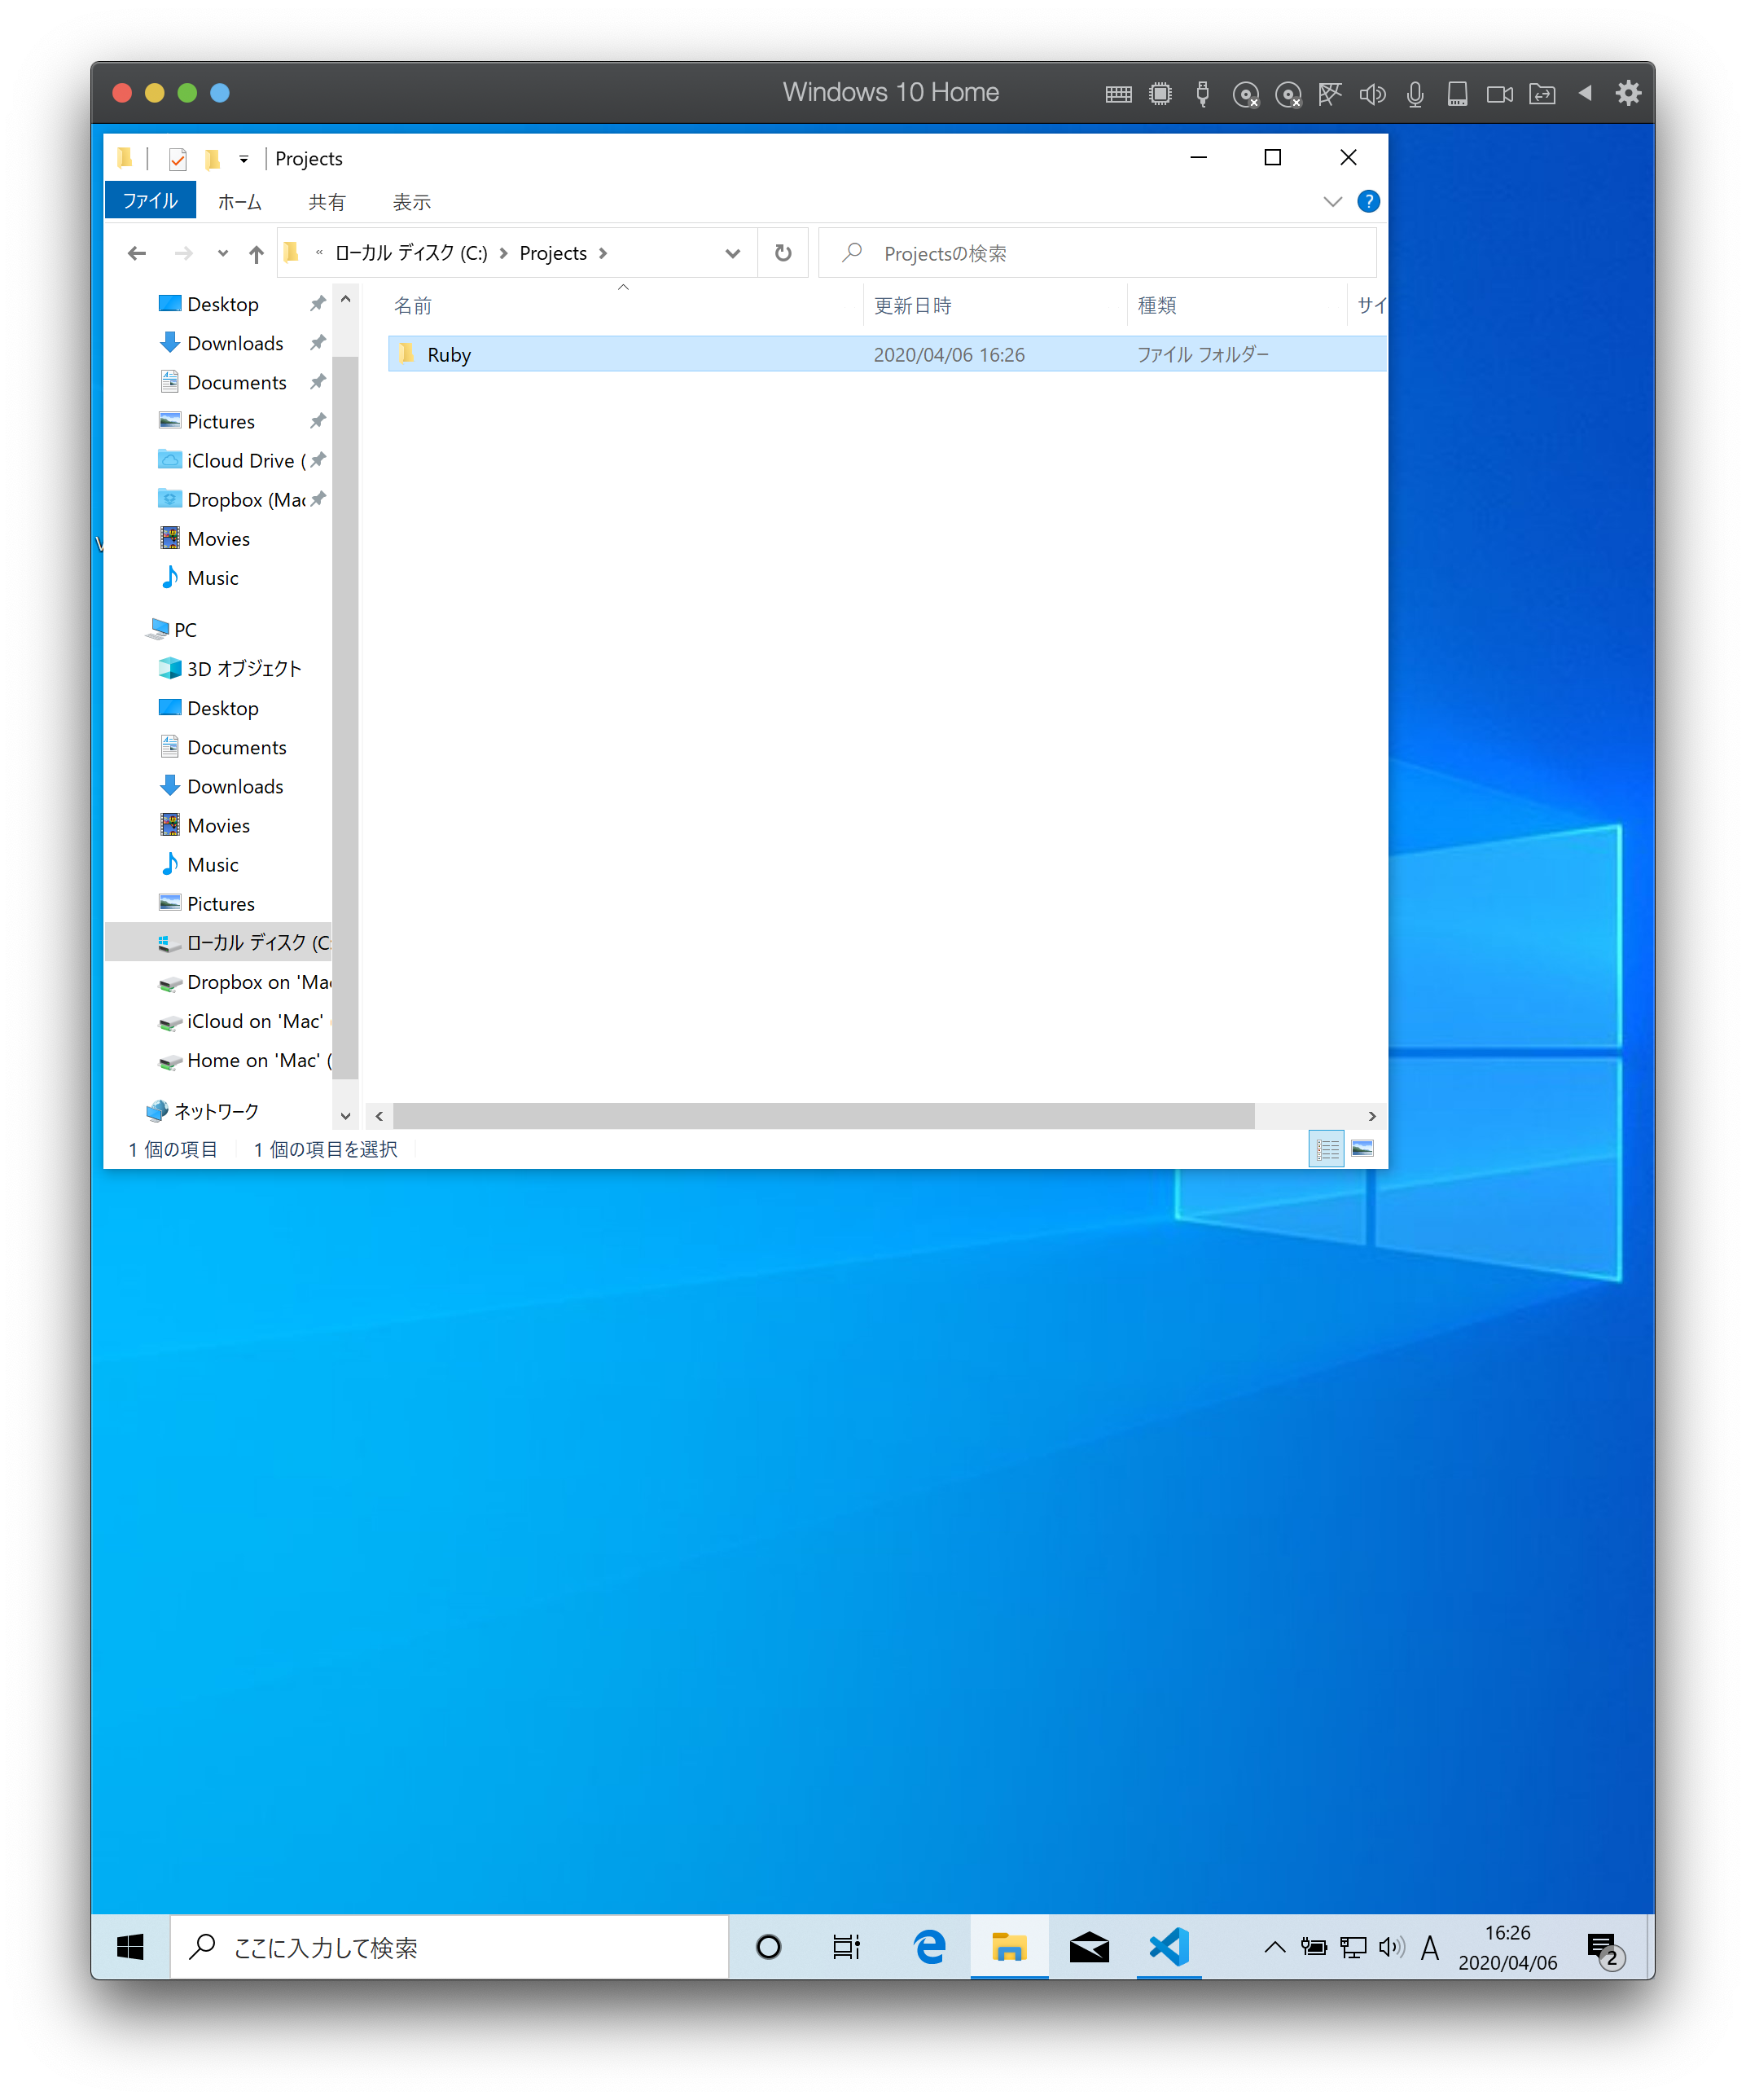 Windows 10 Home
Projects
ファイル ホーム 共有 表示
« ローカル ディスク (C:) › Projects › Projectsの検索
名前 更新日時 種類 サイ
Ruby 2020/04/06 16:26 ファイル フォルダー
Desktop
Downloads
Documents
Pictures
iCloud Drive (
Dropbox (Mac
Movies
Music
PC
3D オブジェクト
Desktop
Documents
Downloads
Movies
Music
Pictures
ローカル ディスク (C:
Dropbox on 'Mac
iCloud on 'Mac'
Home on 'Mac' (
ネットワーク
1 個の項目 1 個の項目を選択
ここに入力して検索
A
16:26
2020/04/06
2